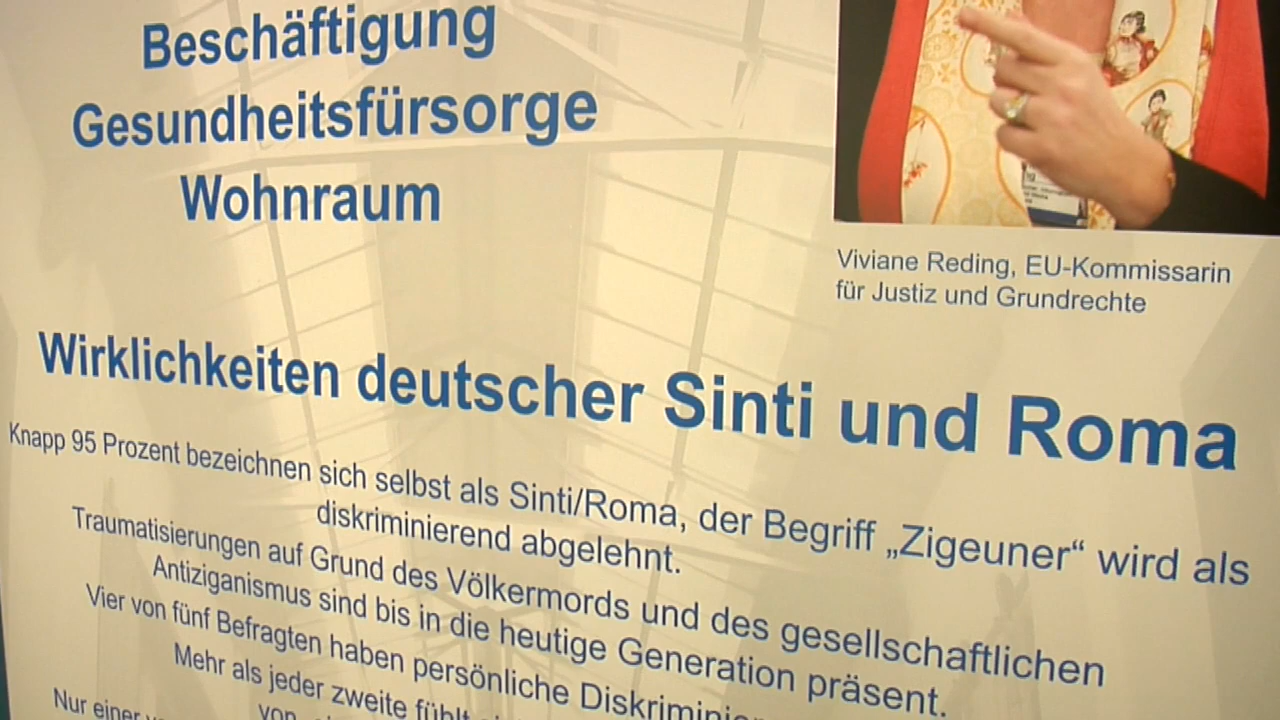 Beschäftigung
Gesundheitsfürsorge
Wohnraum
Viviane Reding, EU-Kommissarin
für Justiz und Grundrechte
Wirklichkeiten deutscher Sinti und Roma
Knapp 95 Prozent bezeichnen sich selbst als Sinti/Roma, der Begriff „Zigeuner“ wird als
diskriminierend abgelehnt.
Traumatisierungen auf Grund des Völkermords und des gesellschaftlichen
Antiziganismus sind bis in die heutige Generation präsent.
Vier von fünf Befragten haben persönliche
Mehr als jeder zweite fühlt
Nur einer
von